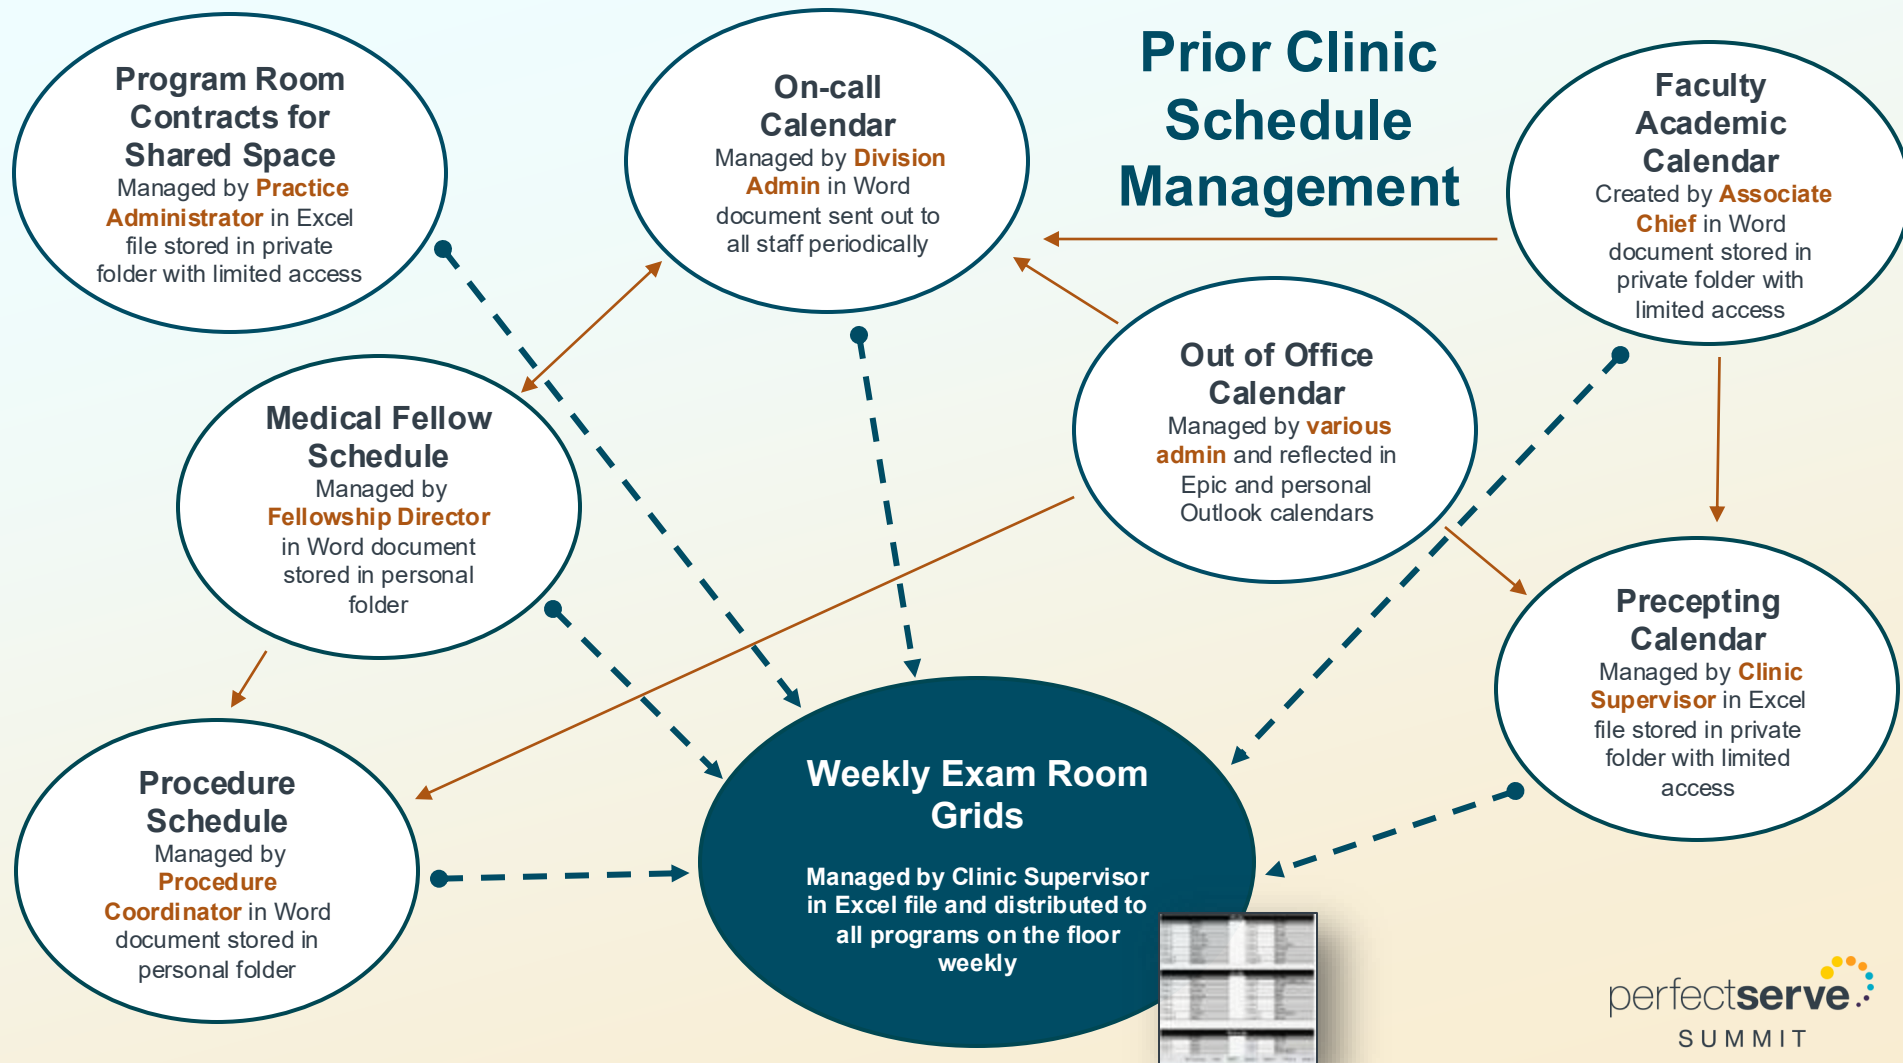 Prior Clinic
Schedule
Management
Program Room
Contracts for
Shared Space
Managed by Practice
Administrator in Excel
file stored in private
folder with limited access
On-call
Calendar
Managed by Division
Admin in Word
document sent out to
all staff periodically
Faculty
Academic
Calendar
Created by Associate
Chief in Word
document stored in
private folder with
limited access
Out of Office
Calendar
Managed by various
admin and reflected in
Epic and personal
Outlook calendars
Medical Fellow
Schedule
Managed by
Fellowship Director
in Word document
stored in personal
folder
Precepting
Calendar
Managed by Clinic
Supervisor in Excel
file stored in private
folder with limited
access
Procedure
Schedule
Managed by
Procedure
Coordinator in Word
document stored in
personal folder
Weekly Exam Room
Grids
Managed by Clinic Supervisor
in Excel file and distributed to
all programs on the floor
weekly
perfectserve
SUMMIT